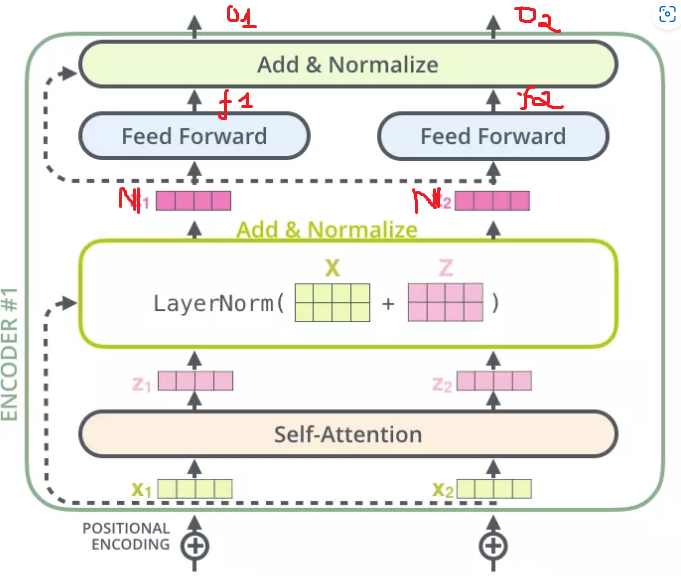 O1 O2
Add & Normalize
f1 f2
Feed Forward Feed Forward
N1 N2
Add & Normalize
X Z
LayerNorm( + )
ENCODER #1
z1 z2
Self-Attention
x1 x2
POSITIONAL
ENCODING